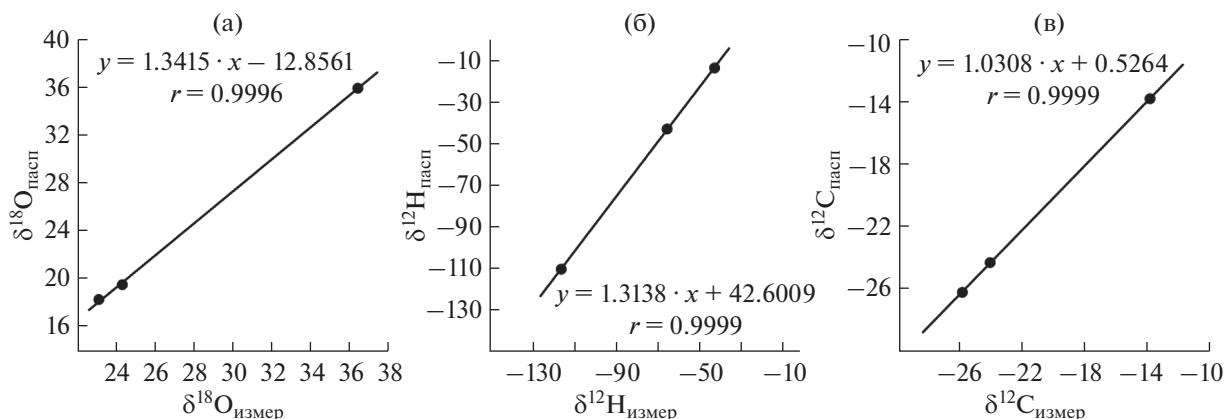 (а)
40
36
32
28
24
20
16
δ¹⁸Oпасп
y = 1.3415 · x – 12.8561
r = 0.9996
24 26 28 30 32 34 36 38
δ¹⁸Oизмер
(б)
–10
–30
–50
–70
–90
–110
–130
δ¹²Hпасп
y = 1.3138 · x + 42.6009
r = 0.9999
–130 –90 –50 –10
δ¹²Hизмер
(в)
–10
–14
–18
–22
–26
δ¹²Cпасп
y = 1.0308 · x + 0.5264
r = 0.9999
–26 –22 –18 –14 –10
δ¹²Cизмер